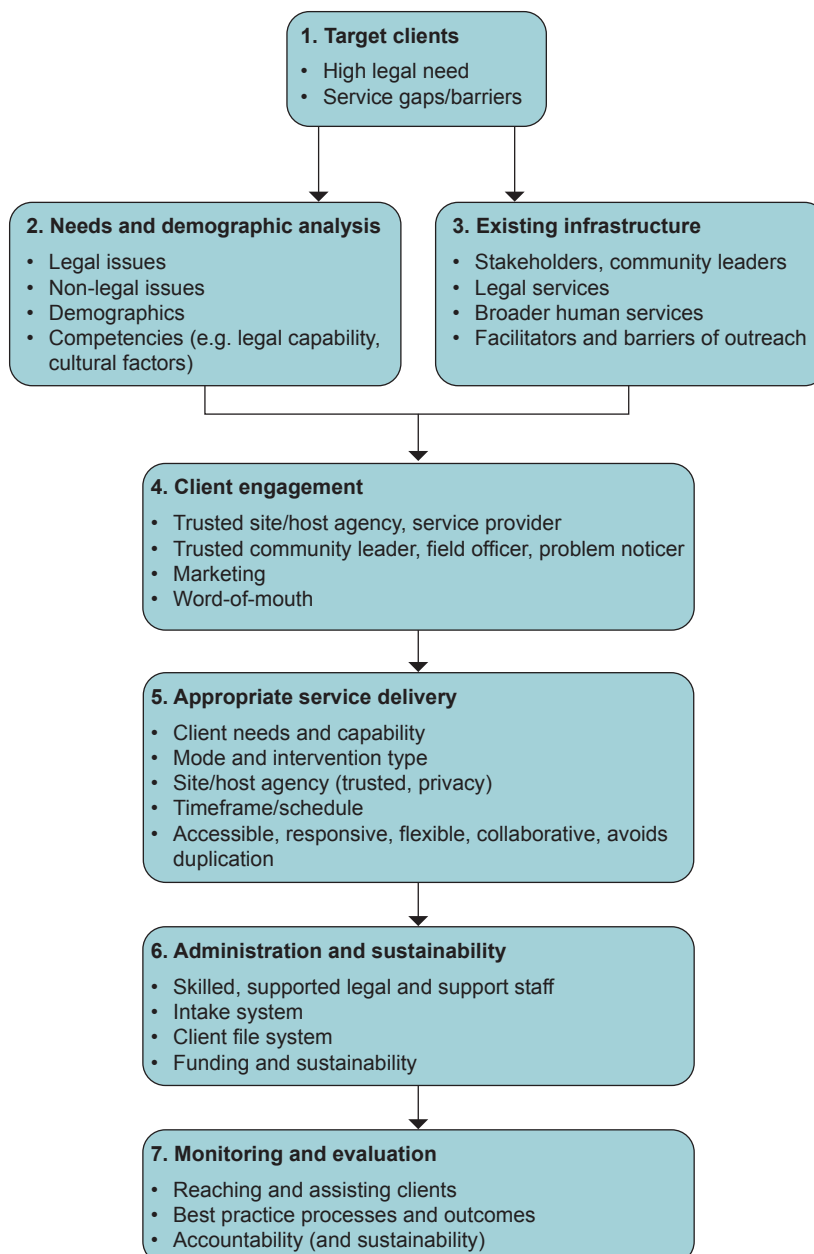 1. Target clients
• High legal need
• Service gaps/barriers
2. Needs and demographic analysis
• Legal issues
• Non-legal issues
• Demographics
• Competencies (e.g. legal capability,
cultural factors)
3. Existing infrastructure
• Stakeholders, community leaders
• Legal services
• Broader human services
• Facilitators and barriers of outreach
4. Client engagement
• Trusted site/host agency, service provider
• Trusted community leader, field officer, problem noticer
• Marketing
• Word-of-mouth
5. Appropriate service delivery
• Client needs and capability
• Mode and intervention type
• Site/host agency (trusted, privacy)
• Timeframe/schedule
• Accessible, responsive, flexible, collaborative, avoids
duplication
6. Administration and sustainability
• Skilled, supported legal and support staff
• Intake system
• Client file system
• Funding and sustainability
7. Monitoring and evaluation
• Reaching and assisting clients
• Best practice processes and outcomes
• Accountability (and sustainability)